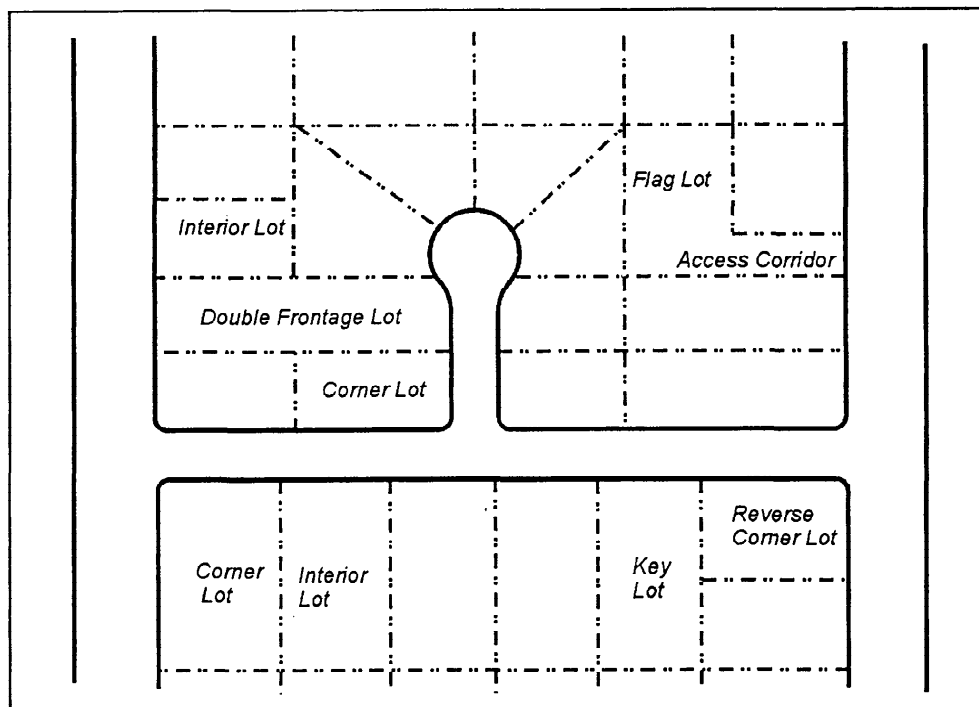 Flag Lot
Interior Lot
Access Corridor
Double Frontage Lot
Corner Lot
Reverse
Corner Lot
Corner
Lot
Interior
Lot
Key
Lot